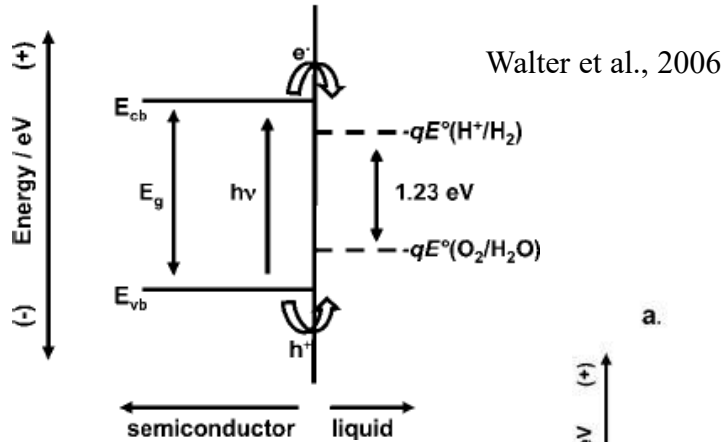 Walter et al., 2006
(+)
Energy / eV
(-)
e-
E_cb
E_g
hν
E_vb
h+
-qE°(H+/H2)
1.23 eV
-qE°(O2/H2O)
semiconductor
liquid
a.
(+)
eV